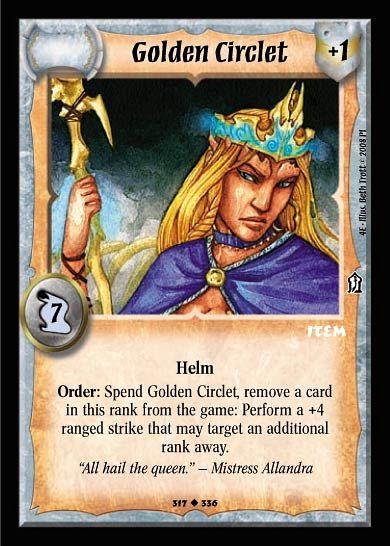 Golden Circlet
+1
4E • Illus. Beth Trott © 2008 PI
7
ITEM
Helm
Order: Spend Golden Circlet, remove a card
in this rank from the game: Perform a +4
ranged strike that may target an additional
rank away.
“All hail the queen.” – Mistress Allandra
317 ◆ 336